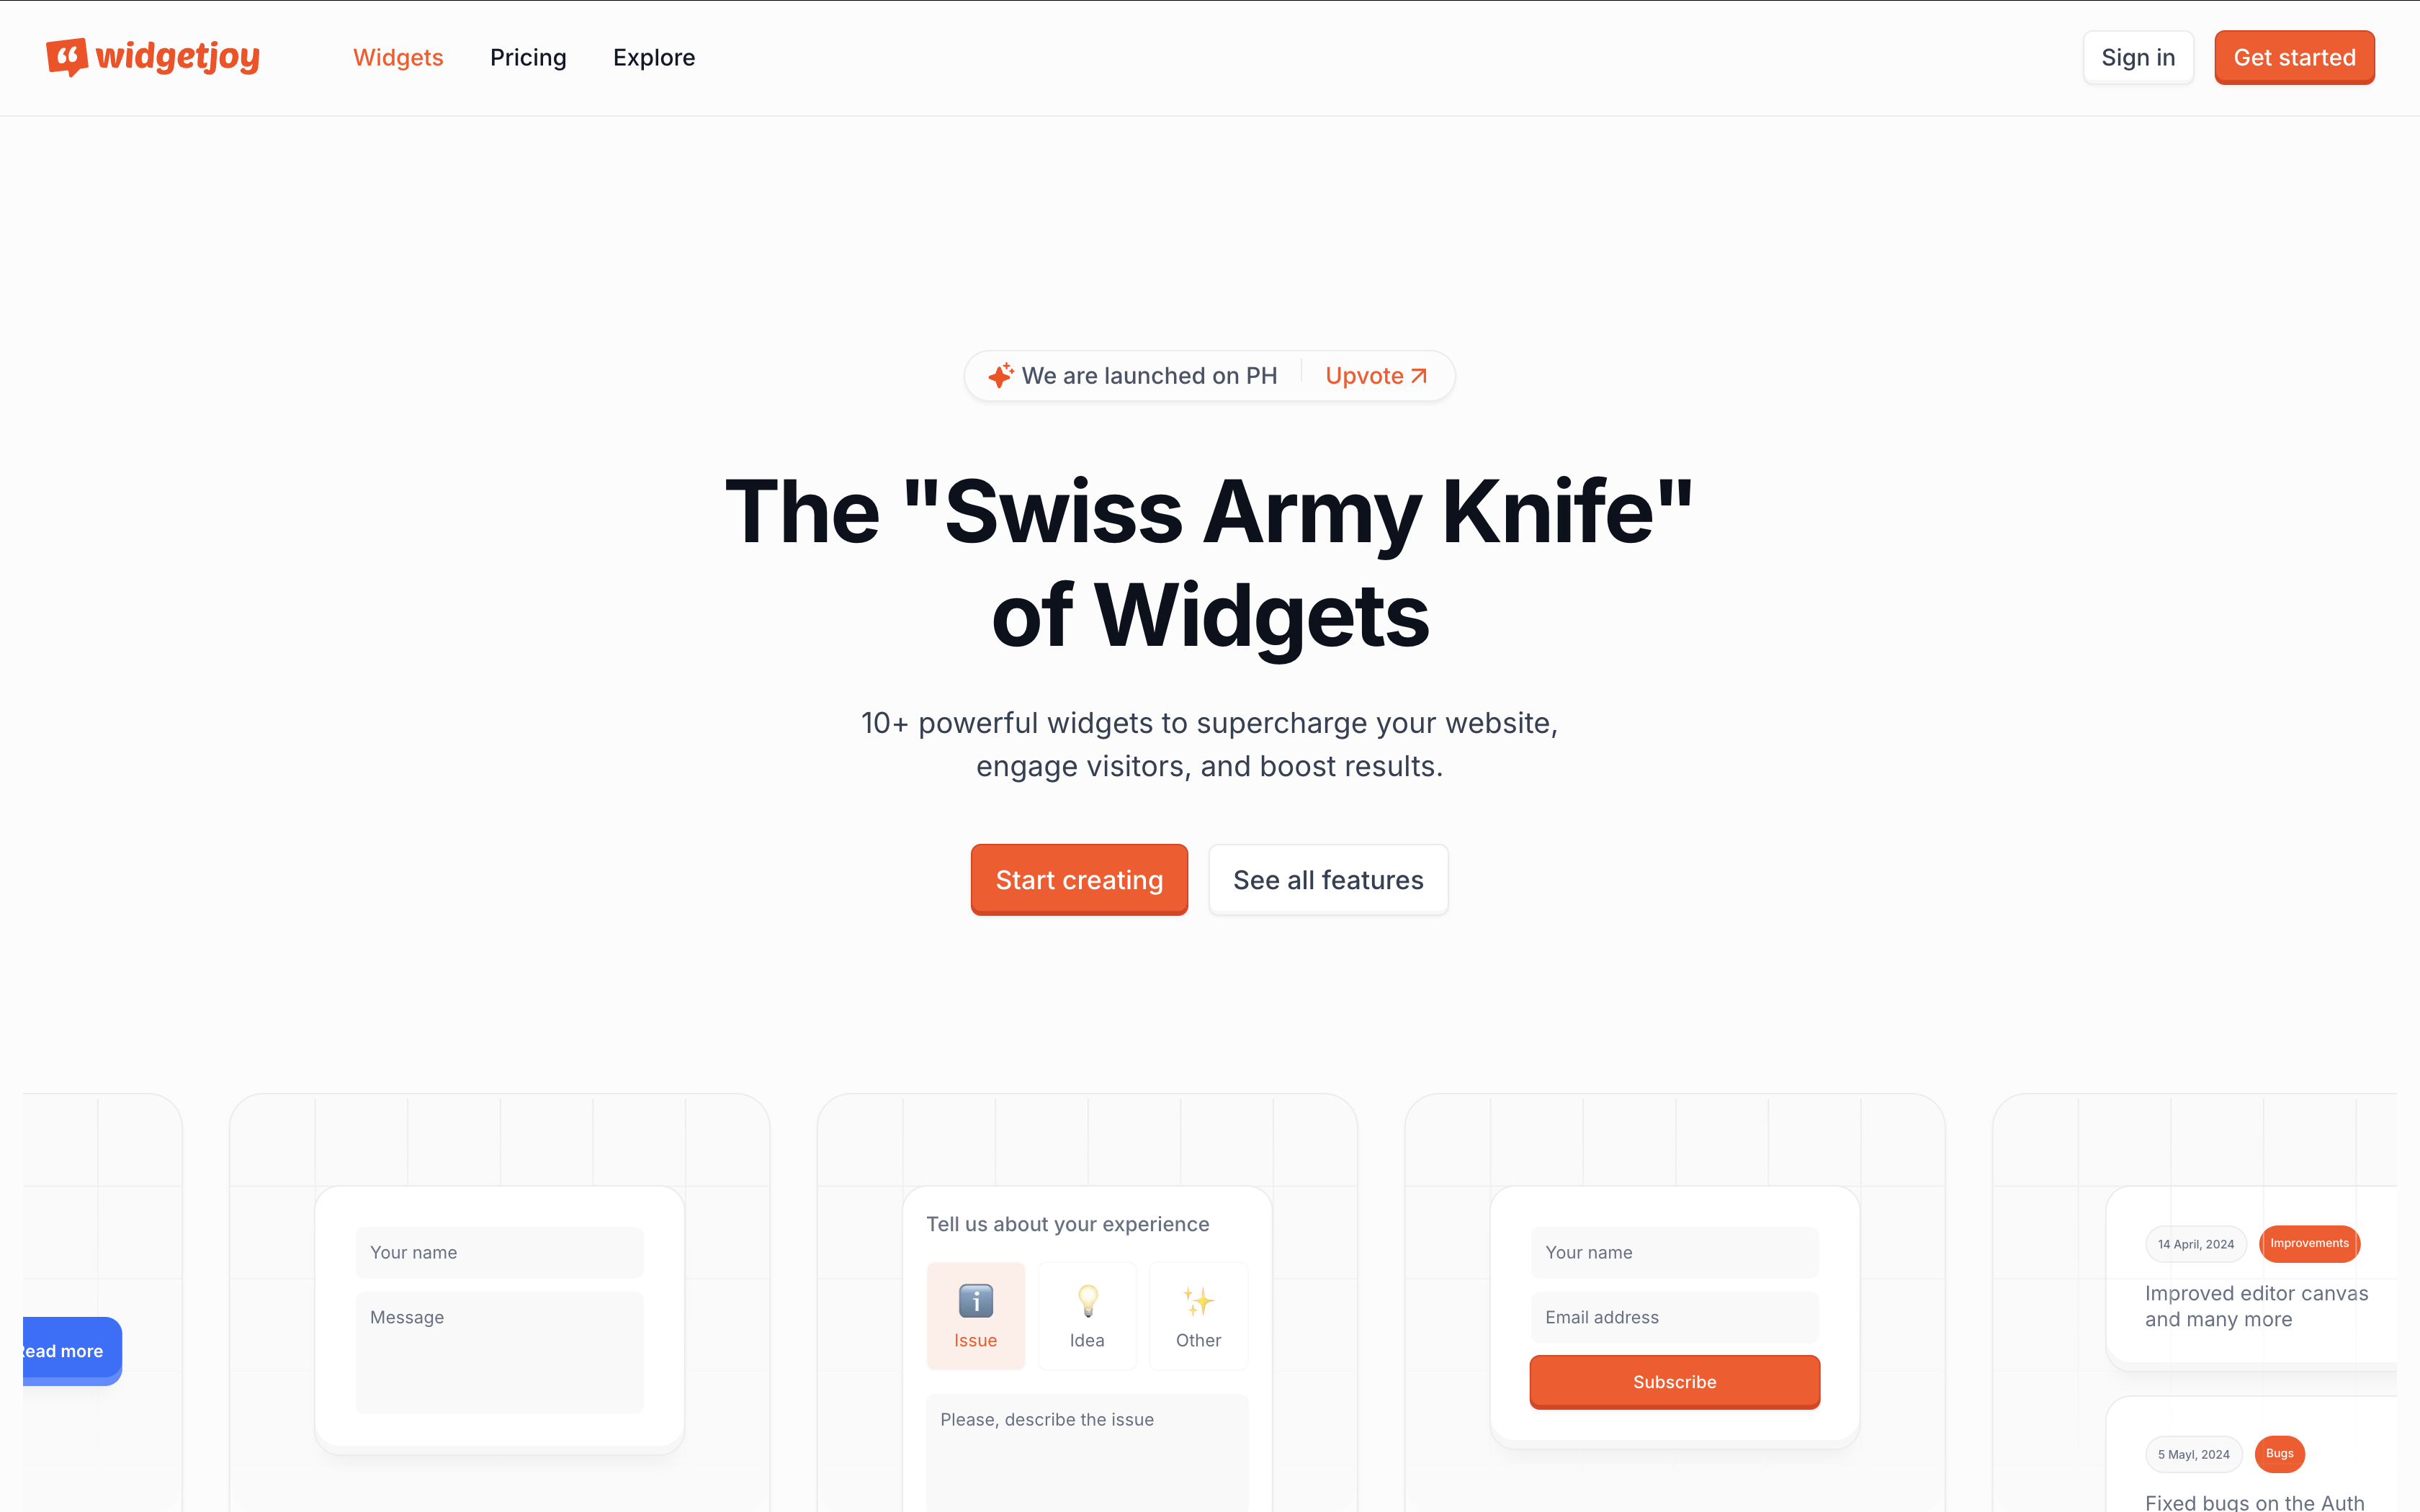 widgetjoy
Widgets
Pricing
Explore
Sign in
Get started
We are launched on PH
Upvote
The "Swiss Army Knife"
of Widgets
10+ powerful widgets to supercharge your website,
engage visitors, and boost results.
Start creating
See all features
Read more
Your name
Message
Tell us about your experience
Issue
Idea
Other
Please, describe the issue
Your name
Email address
Subscribe
14 April, 2024
Improvements
Improved editor canvas
and many more
5 Mayl, 2024
Bugs
Fixed bugs on the Auth